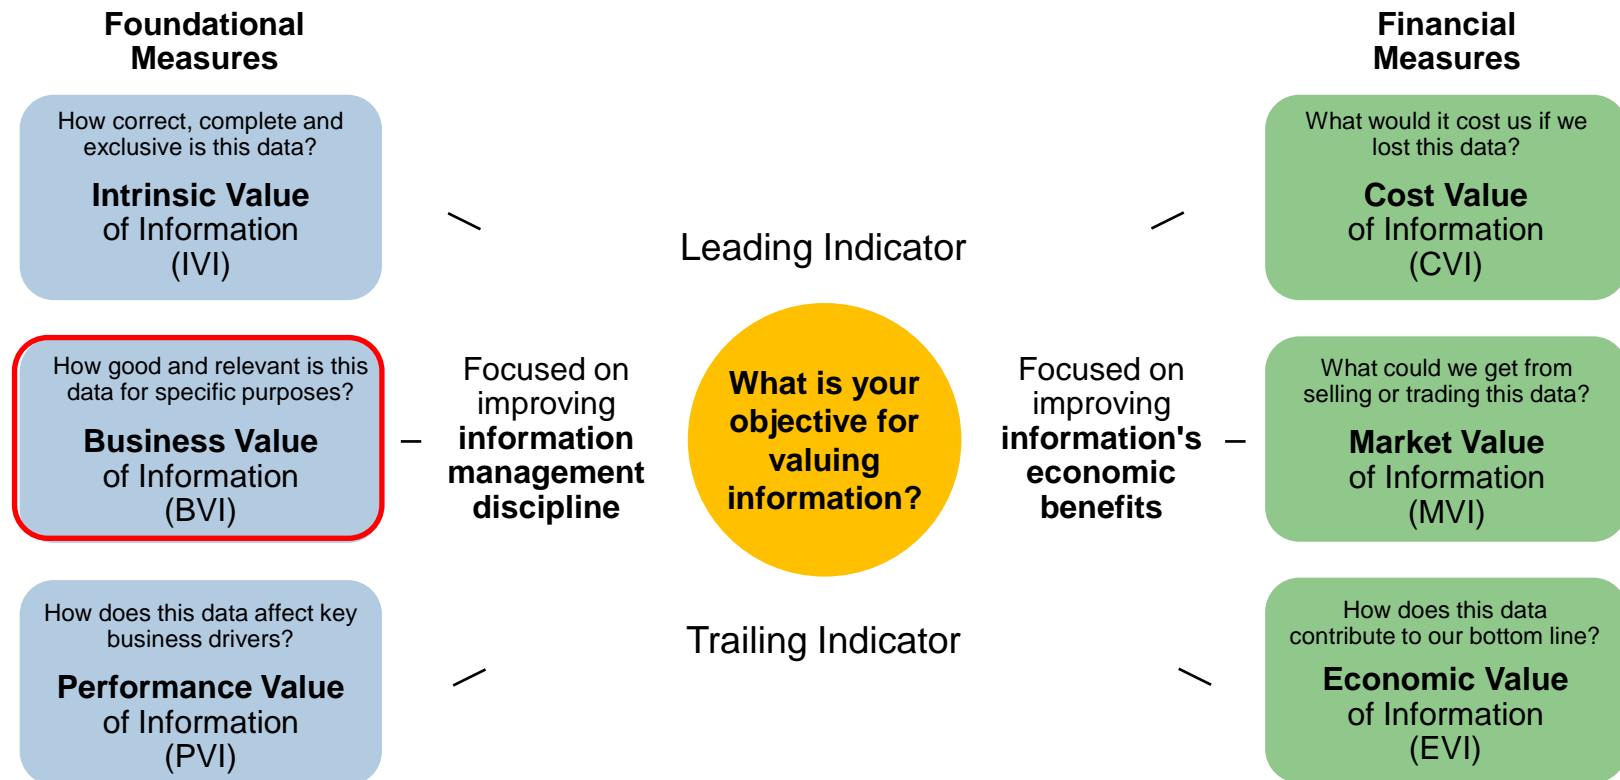 Foundational
Measures
How correct, complete and
exclusive is this data?
Intrinsic Value
of Information
(IVI)
How good and relevant is this
data for specific purposes?
Business Value
of Information
(BVI)
How does this data affect key
business drivers?
Performance Value
of Information
(PVI)
Focused on
improving
information
management
discipline
Leading Indicator
What is your
objective for
valuing
information?
Trailing Indicator
Focused on
improving
information's
economic
benefits
Financial
Measures
What would it cost us if we
lost this data?
Cost Value
of Information
(CVI)
What could we get from
selling or trading this data?
Market Value
of Information
(MVI)
How does this data
contribute to our bottom line?
Economic Value
of Information
(EVI)